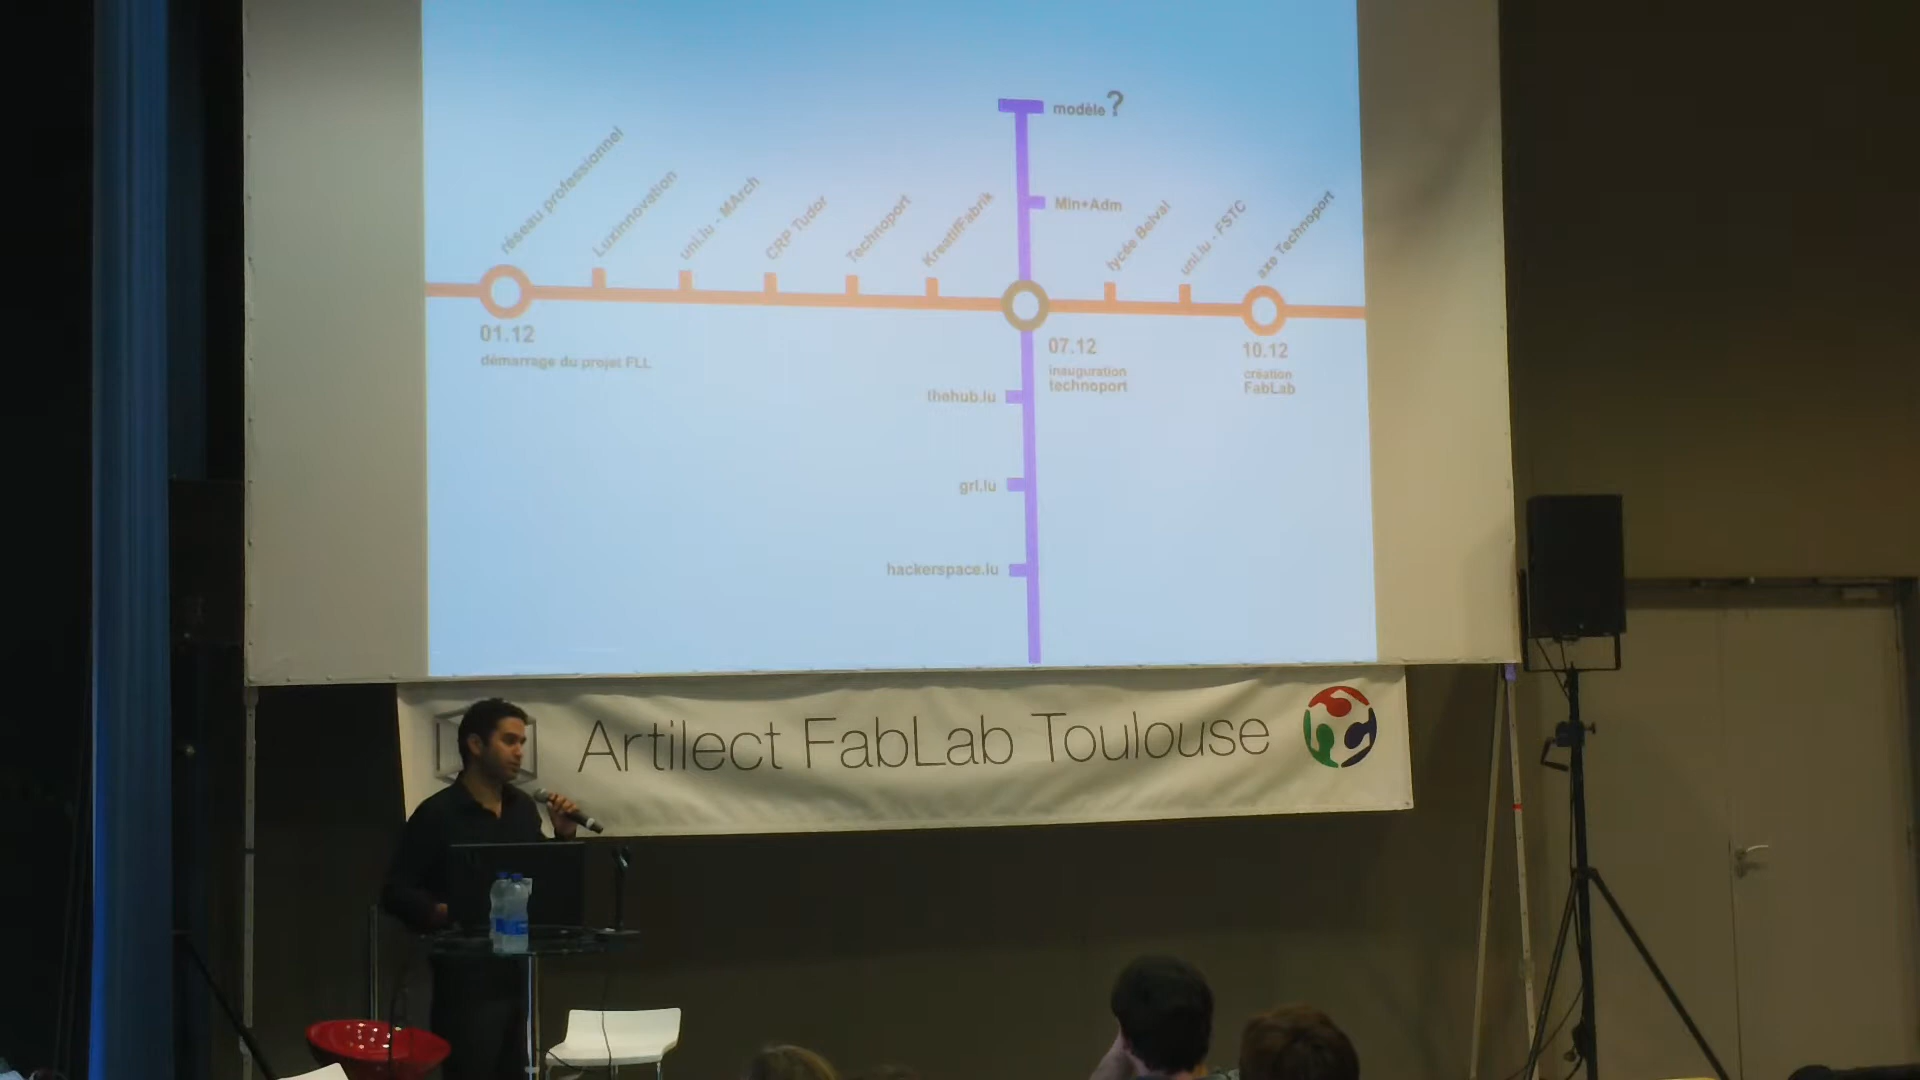 modèle ?
Min+Adm
réseau professionnel
Luxinnovation
uni.lu - MArch
CRP Tudor
Technoport
KreatifFabrik
lycée Belval
uni.lu - FSTC
axe Technoport
01.12
démarrage du projet FLL
07.12
inauguration
technoport
10.12
création
FabLab
thehub.lu
grl.lu
hackerspace.lu
Artilect FabLab Toulouse